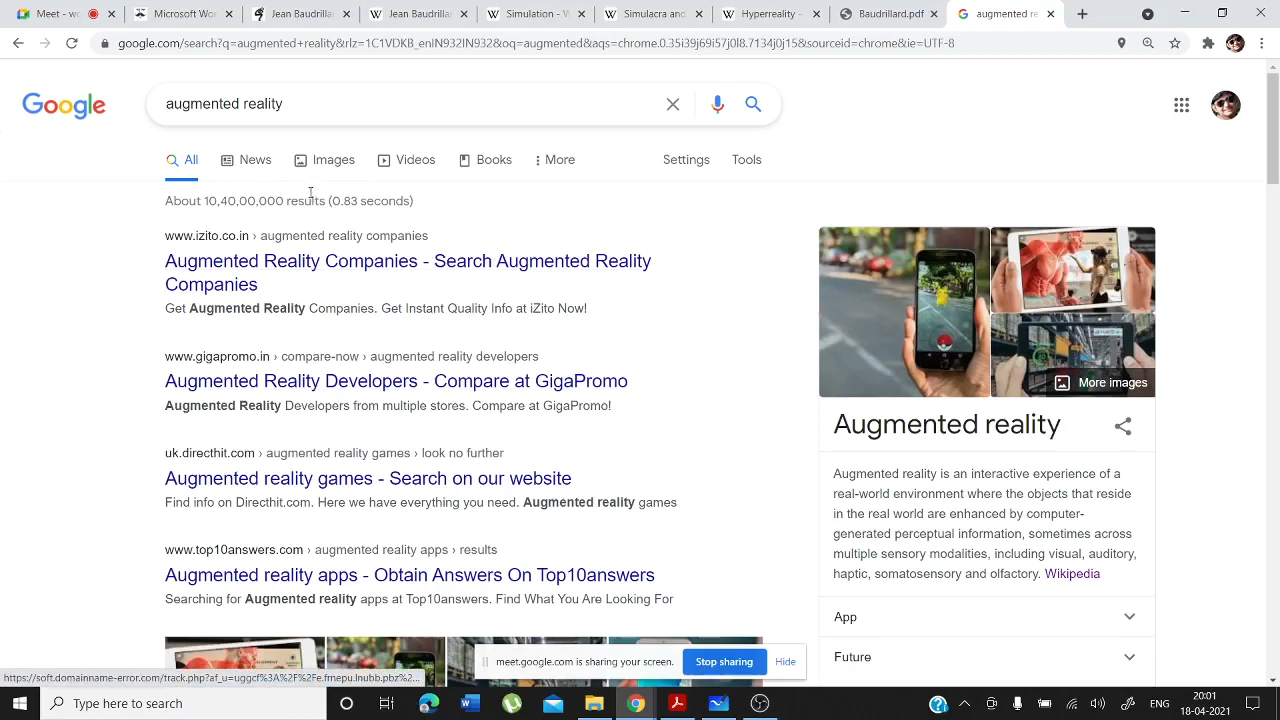 All
Microsoft Wor
Jean Baudrillar
Jean Baudrillar
Simulation - W
Simulacra and
Hyperreality -
Baudrillard.pdf
augmented re
google.com/search?q=augmented+reality&rlz=1C1VDKB_enIN932IN932&oq=augmented&aqs=chrome.0.35i39j69i57j0l8.7134j0j15&sourceid=chrome&ie=UTF-8
Google
augmented reality
All
News
Images
Videos
Books
More
Settings
Tools
About 10,40,00,000 results (0.83 seconds)
www.izito.co.in › augmented reality companies
Augmented Reality Companies - Search Augmented Reality
Companies
Get Augmented Reality Companies. Get Instant Quality Info at iZito Now!
www.gigapromo.in › compare-now › augmented reality developers
Augmented Reality Developers - Compare at GigaPromo
Augmented Reality Developers from multiple stores. Compare at GigaPromo!
uk.directhit.com › augmented reality games › look no further
Augmented reality games - Search on our website
Find info on Directhit.com. Here we have everything you need. Augmented reality games
www.top10answers.com › augmented reality apps › results
Augmented reality apps - Obtain Answers On Top10answers
Searching for Augmented reality apps at Top10answers. Find What You Are Looking For
More images
Augmented reality
Augmented reality is an interactive experience of a
real-world environment where the objects that reside
in the real world are enhanced by computer-
generated perceptual information, sometimes across
multiple sensory modalities, including visual, auditory,
haptic, somatosensory and olfactory. Wikipedia
App
Future
meet.google.com is sharing your screen.
Stop sharing
Hide
Type here to search
ENG
20:01
18-04-2021